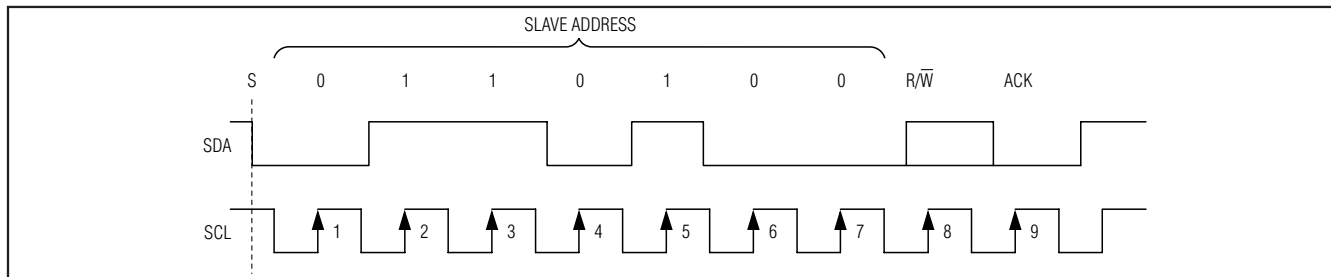 SLAVE ADDRESS
S 0 1 1 0 1 0 0 R/W̅ ACK
SDA
SCL 1 2 3 4 5 6 7 8 9